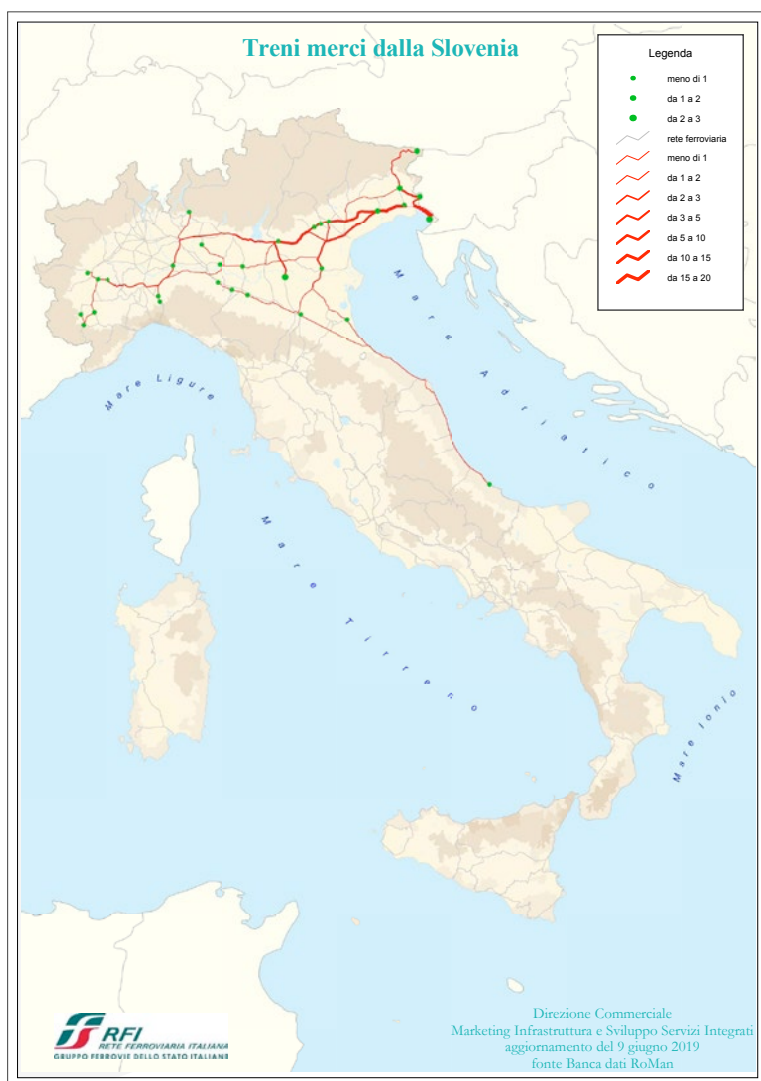 Treni merci dalla Slovenia
Legenda
meno di 1
da 1 a 2
da 2 a 3
rete ferroviaria
meno di 1
da 1 a 2
da 2 a 3
da 3 a 5
da 5 a 10
da 10 a 15
da 15 a 20
Mare Adriatico
Mare Ligure
Mare Tirreno
Mare Ionio
RFI
RETE FERROVIARIA ITALIANA
GRUPPO FERROVIE DELLO STATO ITALIANE
Direzione Commerciale
Marketing Infrastruttura e Sviluppo Servizi Integrati
aggiornamento del 9 giugno 2019
fonte Banca dati RoMan